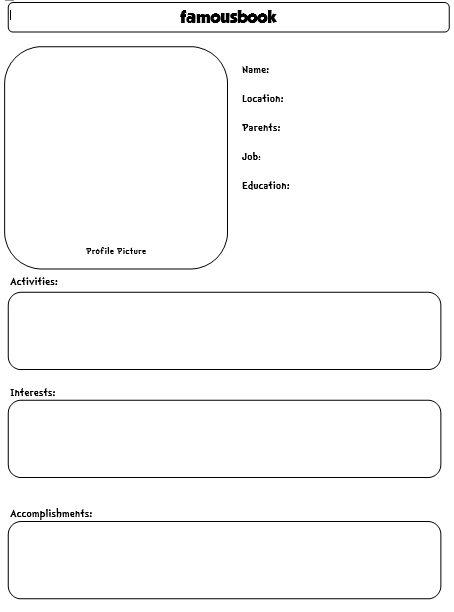 famousbook
Name:
Location:
Parents:
Job:
Education:
Profile Picture
Activities:
Interests:
Accomplishments: